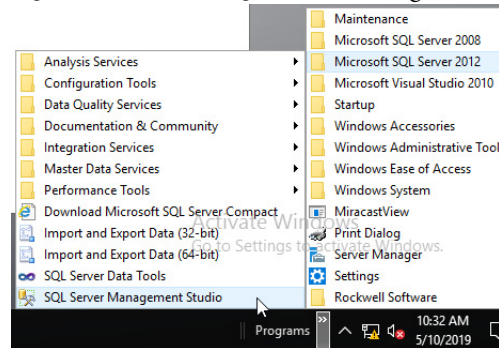 Maintenance
Microsoft SQL Server 2008
Microsoft SQL Server 2012
Microsoft Visual Studio 2010
Startup
Windows Accessories
Windows Administrative Tool
Windows Ease of Access
Windows System
MiracastView
Print Dialog
Server Manager
Settings
Rockwell Software
Analysis Services
Configuration Tools
Data Quality Services
Documentation & Community
Integration Services
Master Data Services
Performance Tools
Download Microsoft SQL Server Compact
Import and Export Data (32-bit)
Import and Export Data (64-bit)
SQL Server Data Tools
SQL Server Management Studio
Activate Windows
Go to Settings to activate Windows.
Programs
10:32 AM
5/10/2019